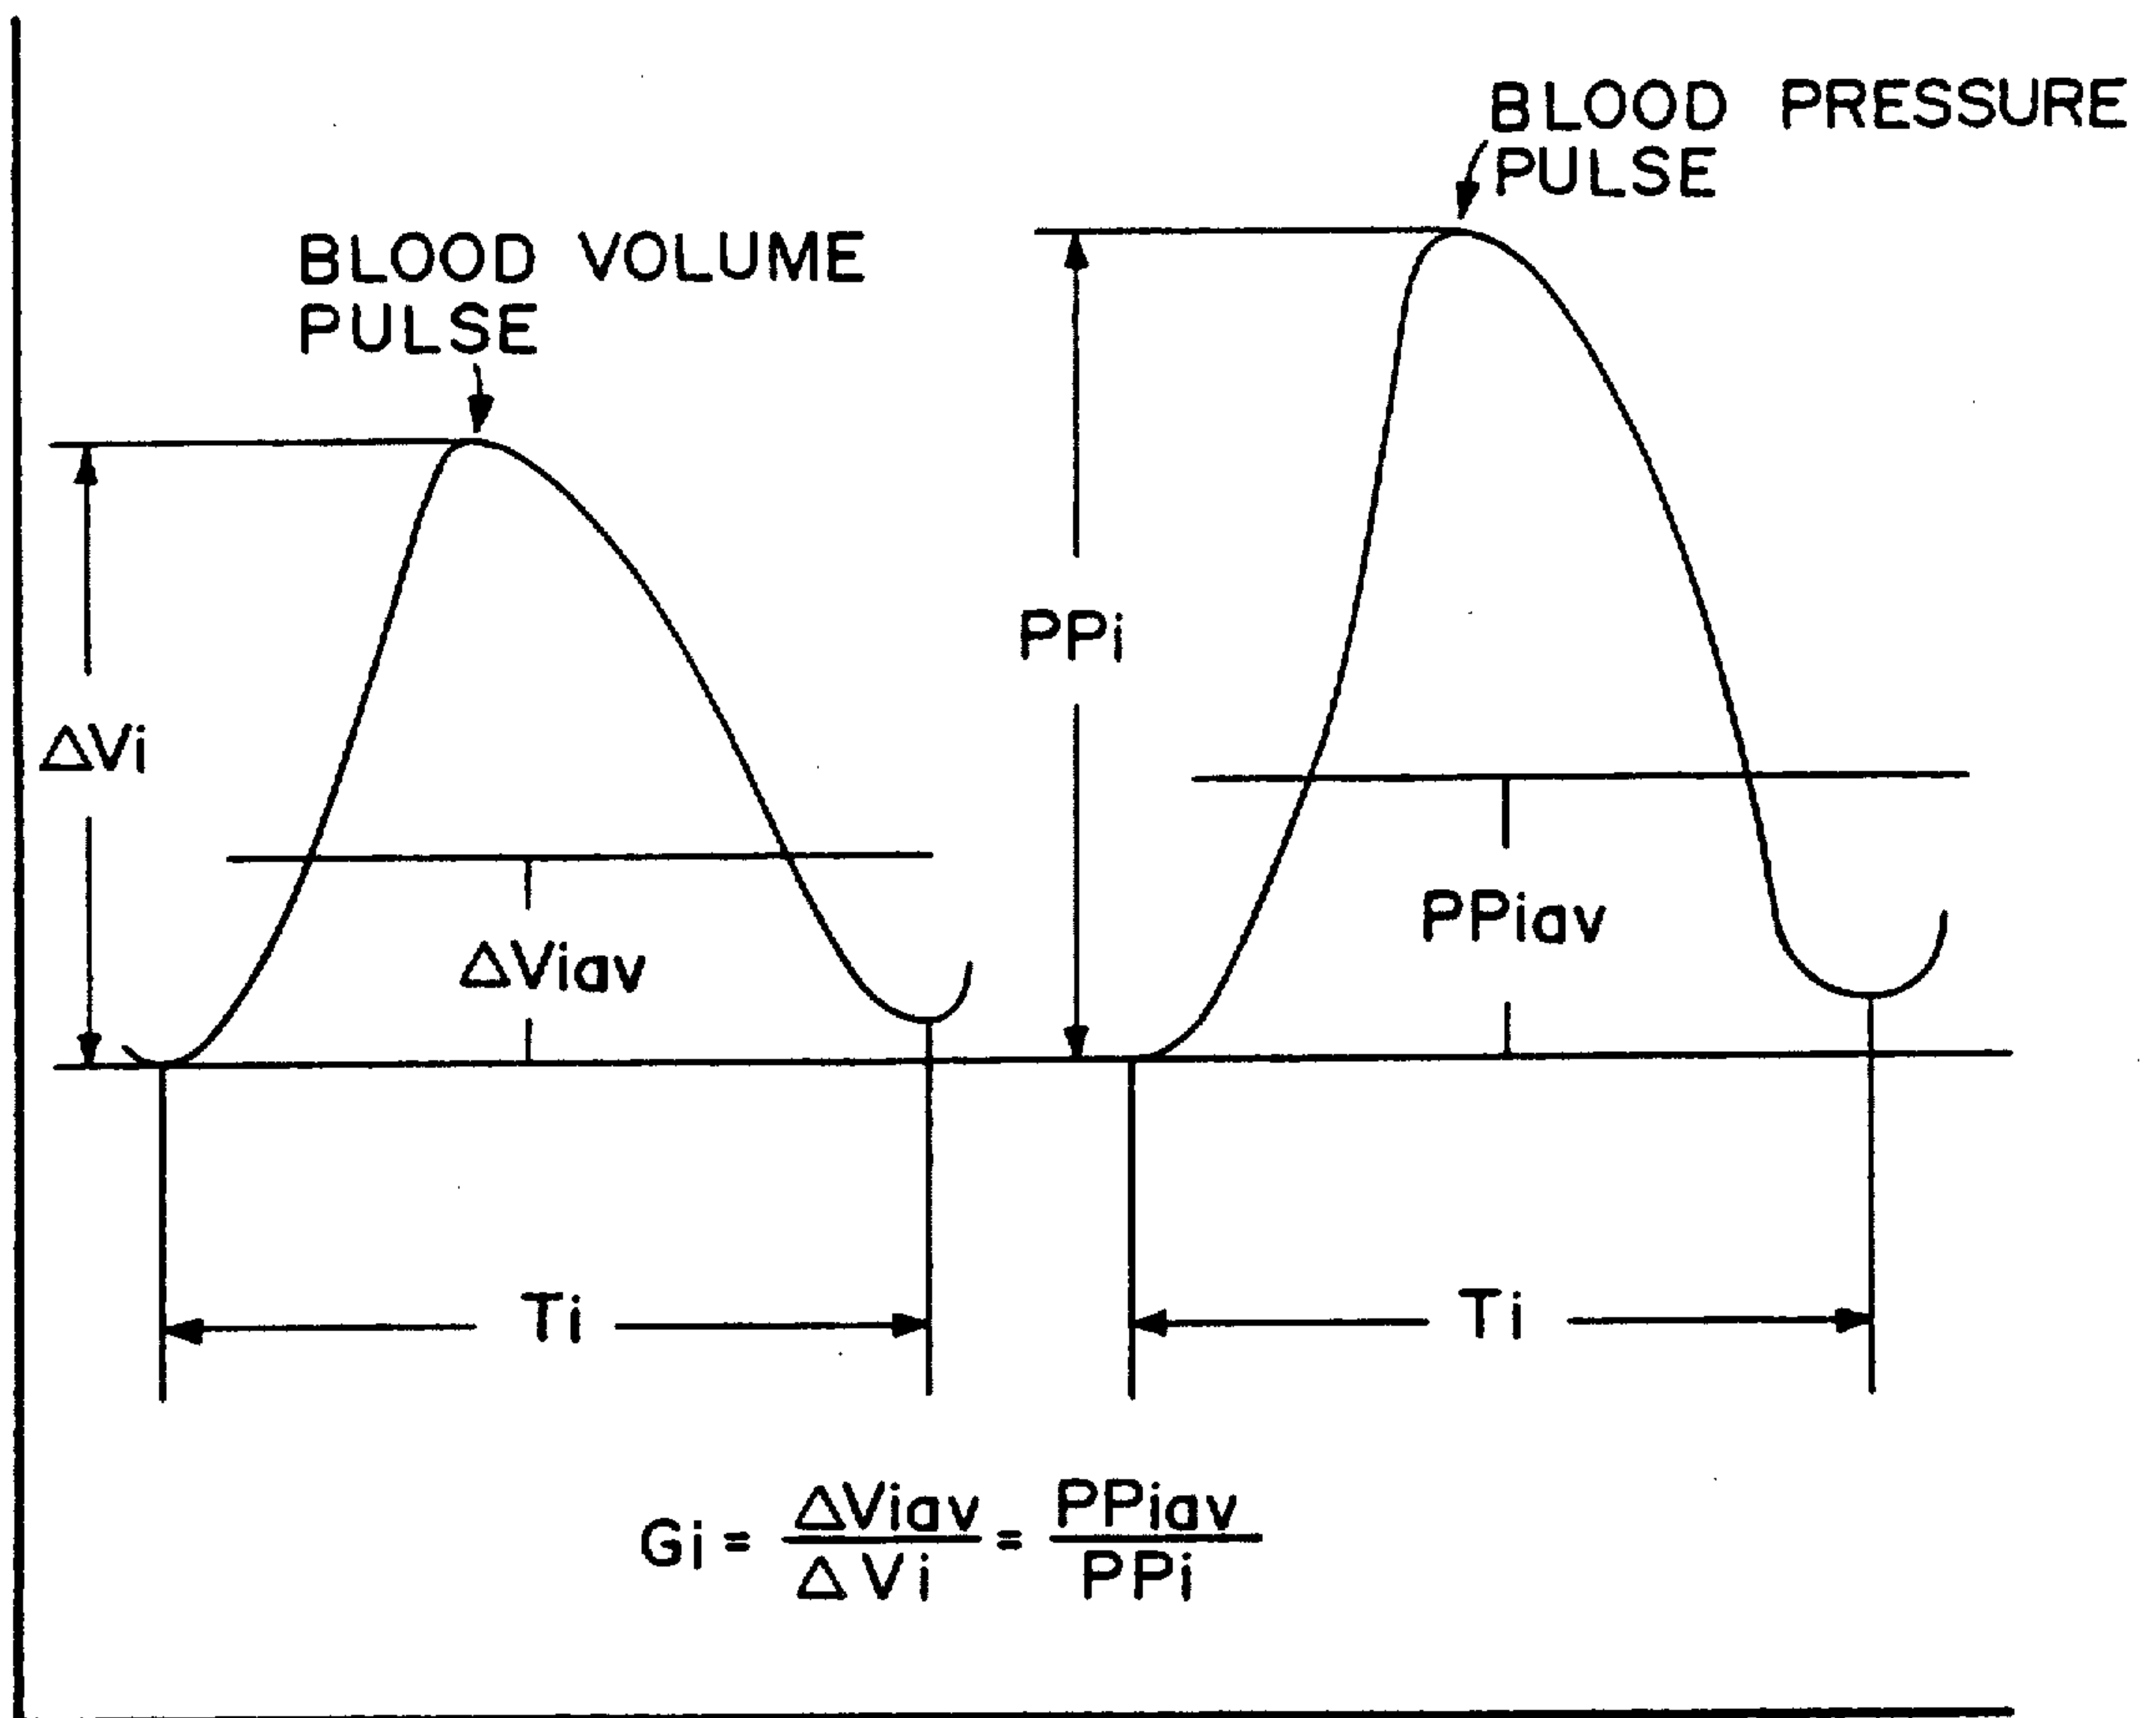 BLOOD PRESSURE
PULSE
BLOOD VOLUME
PULSE
PPi
ΔVi
PPiav
ΔViav
Ti
Ti
Gi = ΔViav / ΔVi = PPiav / PPi